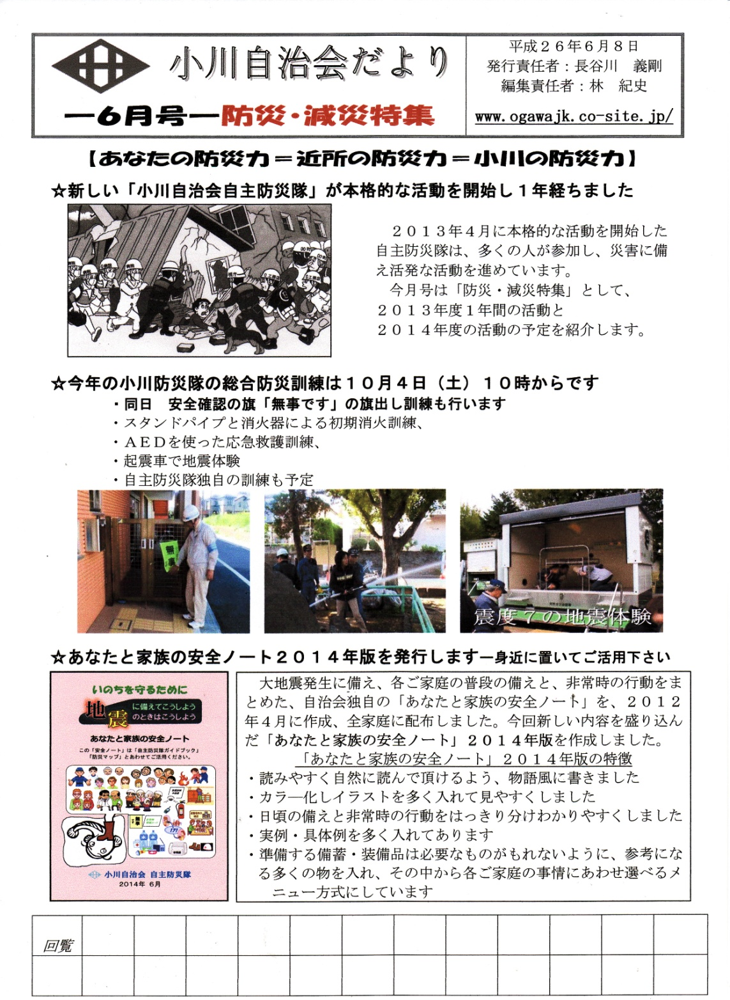 小川自治会だより
―6月号―防災・減災特集
平成26年6月8日
発行責任者：長谷川　義剛
編集責任者：林　紀史
www.ogawajk.co-site.jp/
【あなたの防災力＝近所の防災力＝小川の防災力】
☆新しい「小川自治会自主防災隊」が本格的な活動を開始し１年経ちました
２０１３年４月に本格的な活動を開始した
自主防災隊は、多くの人が参加し、災害に備
え活発な活動を進めています。
今月号は「防災・減災特集」として、
２０１３年度１年間の活動と
２０１４年度の活動の予定を紹介します。
☆今年の小川防災隊の総合防災訓練は１０月４日（土）１０時からです
・同日　安全確認の旗「無事です」の旗出し訓練も行います
・スタンドパイプと消火器による初期消火訓練、
・ＡＥＤを使った応急救護訓練、
・起震車で地震体験
・自主防災隊独自の訓練も予定
震度７の地震体験
☆あなたと家族の安全ノート２０１４年版を発行します―身近に置いてご活用下さい
いのちを守るために
地震
に備えてこうしよう
のときはこうしよう
あなたと家族の安全ノート
この「安全ノート」は「自主防災隊ガイドブック」
「防災マップ」とあわせてご活用ください。
171
小川自治会 自主防災隊
2014年 6月
大地震発生に備え、各ご家庭の普段の備えと、非常時の行動をま
とめた、自治会独自の「あなたと家族の安全ノート」を、２０１２
年４月に作成、全家庭に配布しました。今回新しい内容を盛り込ん
だ「あなたと家族の安全ノート」２０１４年版を作成しました。
「あなたと家族の安全ノート」２０１４年版の特徴
・読みやすく自然に読んで頂けるよう、物語風に書きました
・カラ―化しイラストを多く入れて見やすくしました
・日頃の備えと非常時の行動をはっきり分けわかりやすくしました
・実例・具体例を多く入れてあります
・準備する備蓄・装備品は必要なものがもれないように、参考にな
る多くの物を入れ、その中から各ご家庭の事情にあわせ選べるメ
ニュー方式にしています
回覧